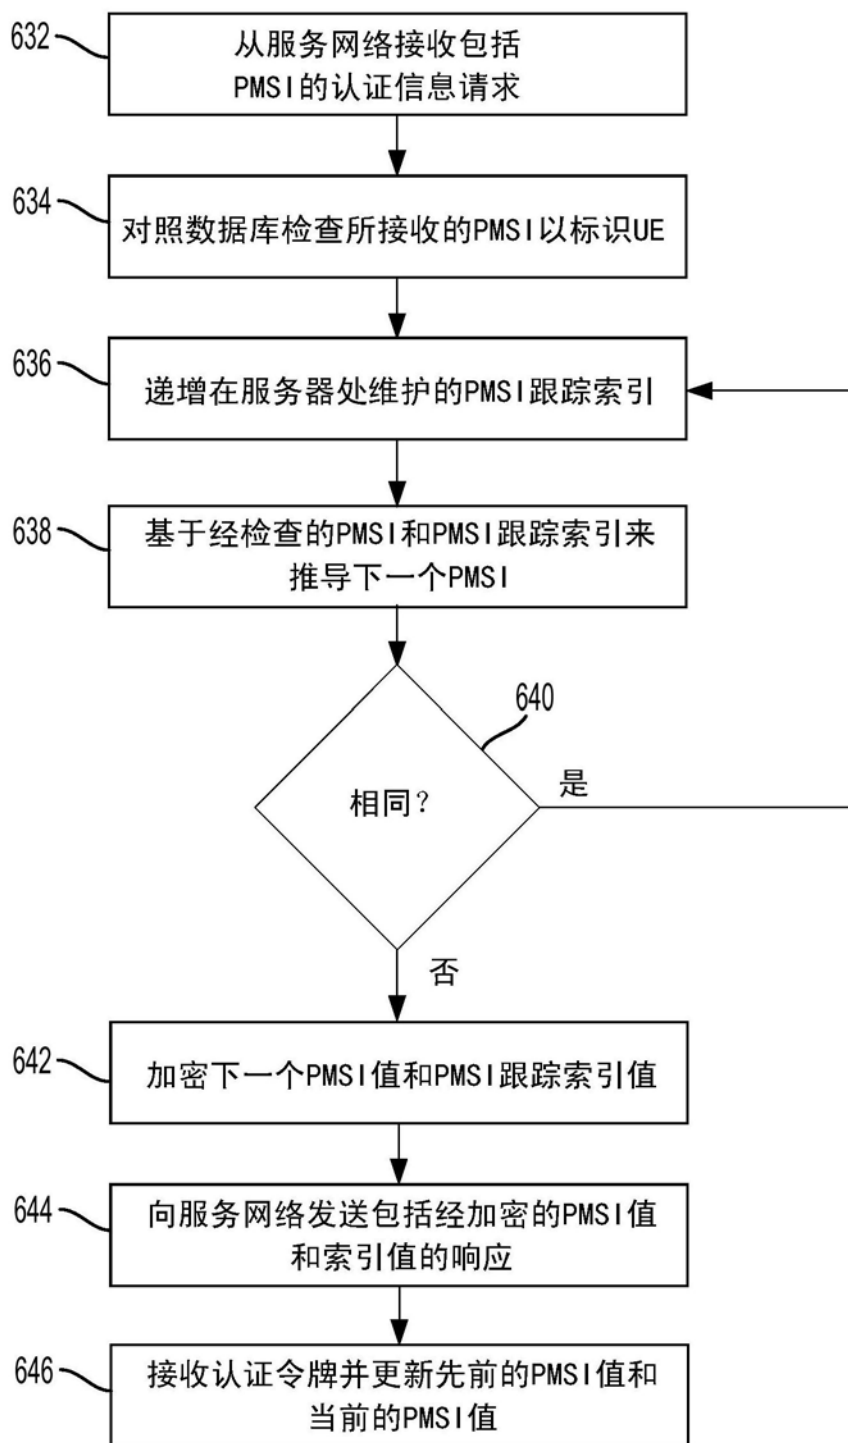 632
从服务网络接收包括
PMSI的认证信息请求
634
对照数据库检查所接收的PMSI以标识UE
636
递增在服务器处维护的PMSI跟踪索引
638
基于经检查的PMSI和PMSI跟踪索引来
推导下一个PMSI
640
相同？
是
否
642
加密下一个PMSI值和PMSI跟踪索引值
644
向服务网络发送包括经加密的PMSI值
和索引值的响应
646
接收认证令牌并更新先前的PMSI值和
当前的PMSI值